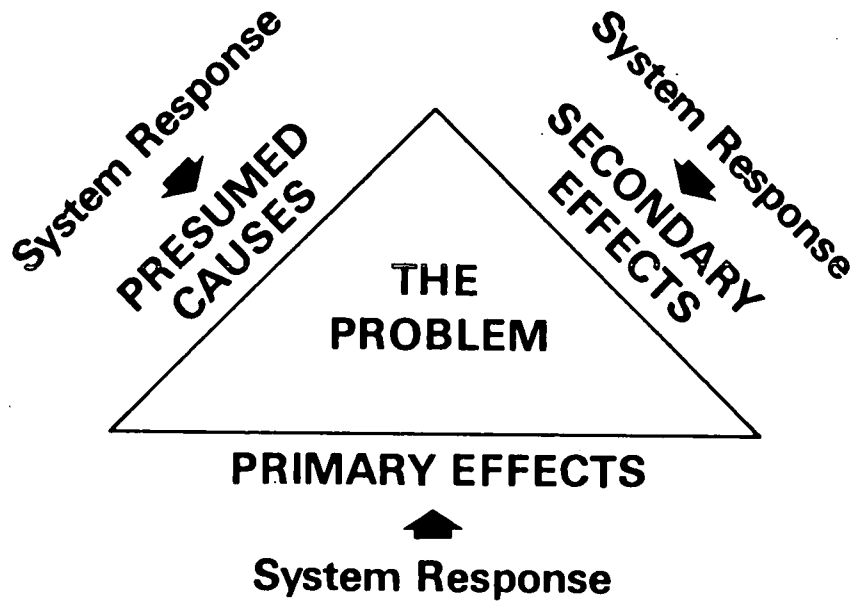 System Response
PRESUMED
CAUSES
System Response
SECONDARY
EFFECTS
THE
PROBLEM
PRIMARY EFFECTS
System Response